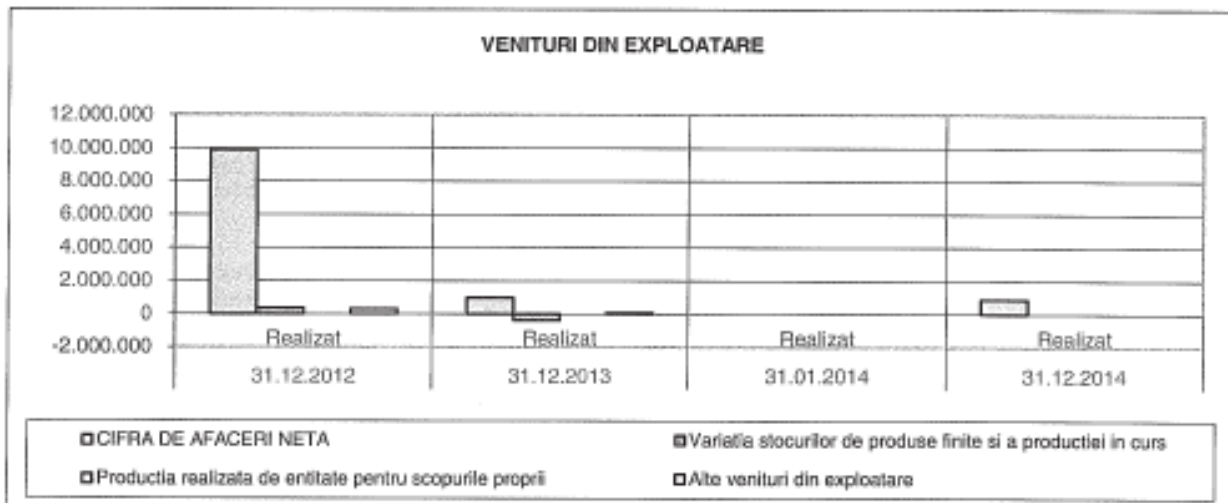 VENITURI DIN EXPLOATARE
12.000.000
10.000.000
8.000.000
6.000.000
4.000.000
2.000.000
0
-2.000.000
Realizat Realizat Realizat Realizat
31.12.2012 31.12.2013 31.01.2014 31.12.2014
CIFRA DE AFACERI NETA Variatia stocurilor de produse finite si a productiei in curs
Productia realizata de entitate pentru scopurile proprii Alte venituri din exploatare